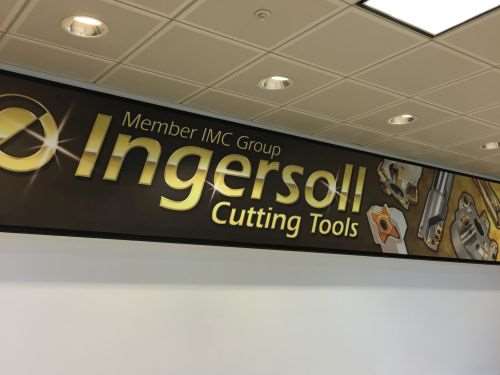 Member IMC Group
Ingersoll
Cutting Tools